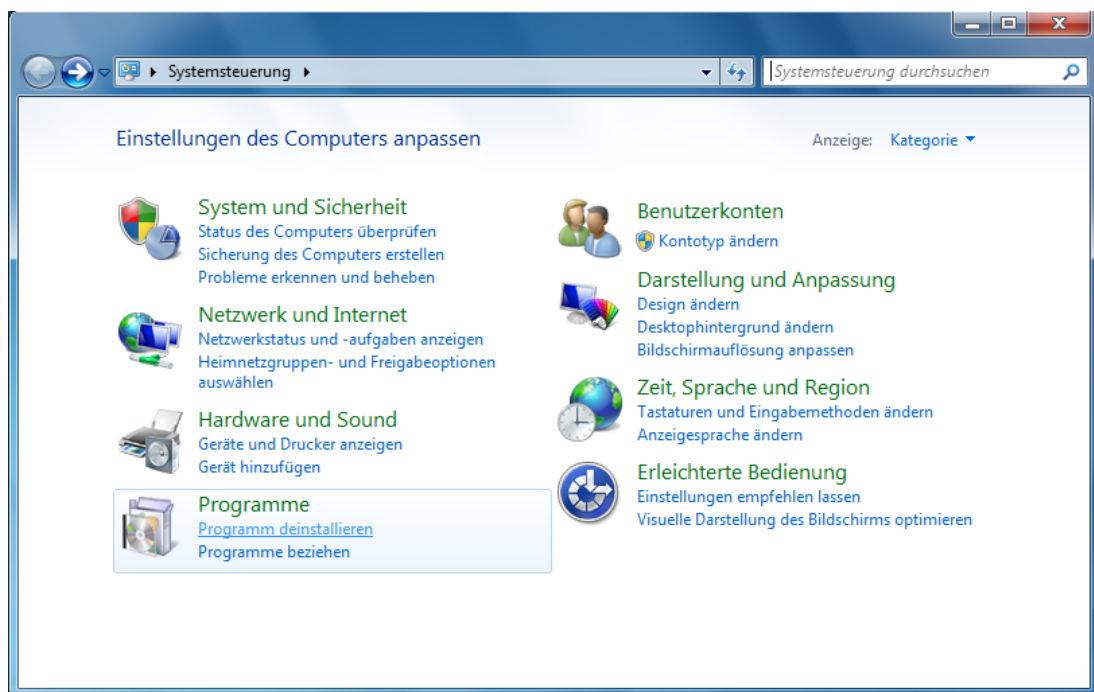 Systemsteuerung
Systemsteuerung durchsuchen
Einstellungen des Computers anpassen
Anzeige: Kategorie
System und Sicherheit
Status des Computers überprüfen
Sicherung des Computers erstellen
Probleme erkennen und beheben
Netzwerk und Internet
Netzwerkstatus und -aufgaben anzeigen
Heimnetzgruppen- und Freigabeoptionen
auswählen
Hardware und Sound
Geräte und Drucker anzeigen
Gerät hinzufügen
Programme
Programm deinstallieren
Programme beziehen
Benutzerkonten
Kontotyp ändern
Darstellung und Anpassung
Design ändern
Desktophintergrund ändern
Bildschirmauflösung anpassen
Zeit, Sprache und Region
Tastaturen und Eingabemethoden ändern
Anzeigesprache ändern
Erleichterte Bedienung
Einstellungen empfehlen lassen
Visuelle Darstellung des Bildschirms optimieren